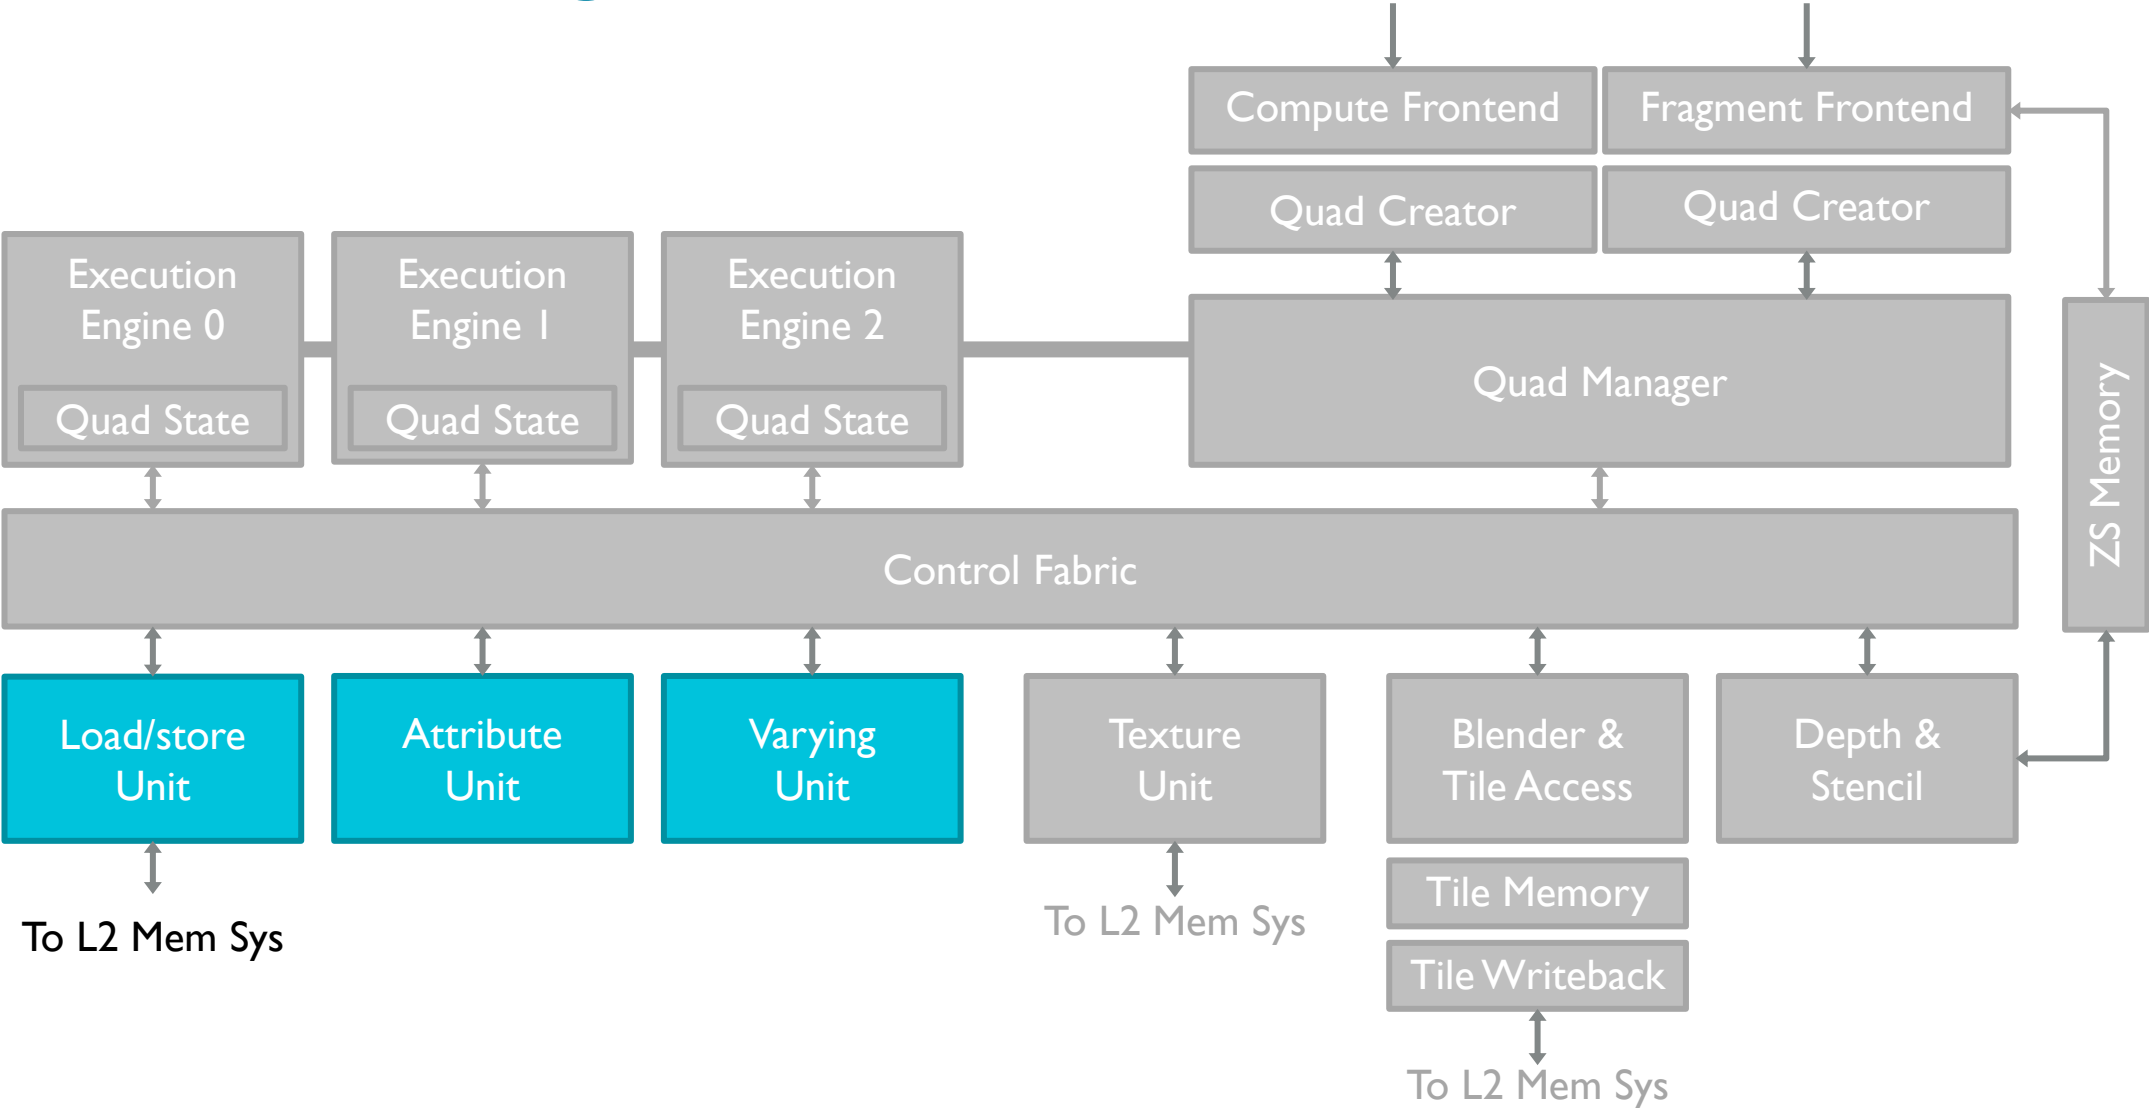 Compute Frontend
Fragment Frontend
Quad Creator
Quad Creator
Execution
Engine 0
Quad State
Execution
Engine 1
Quad State
Execution
Engine 2
Quad State
Quad Manager
ZS Memory
Control Fabric
Load/store
Unit
Attribute
Unit
Varying
Unit
Texture
Unit
Blender &
Tile Access
Depth &
Stencil
Tile Memory
Tile Writeback
To L2 Mem Sys
To L2 Mem Sys
To L2 Mem Sys